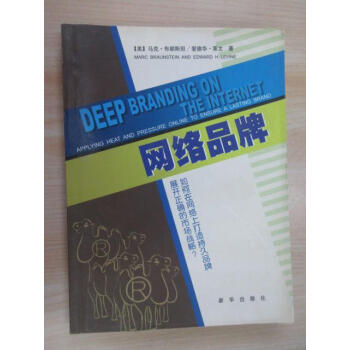 [美] 马克·布朗斯坦/爱德华·莱文 著
MARC BRAUNSTEIN AND EDWARD H. LEVINE
DEEP BRANDING ON
THE INTERNET
APPLYING HEAT AND PRESSURE ONLINE TO ENSURE A LASTING BRAND
网络品牌
如何在网络上打造持久品牌
展开正确的市场战略?
R
R
新华出版社